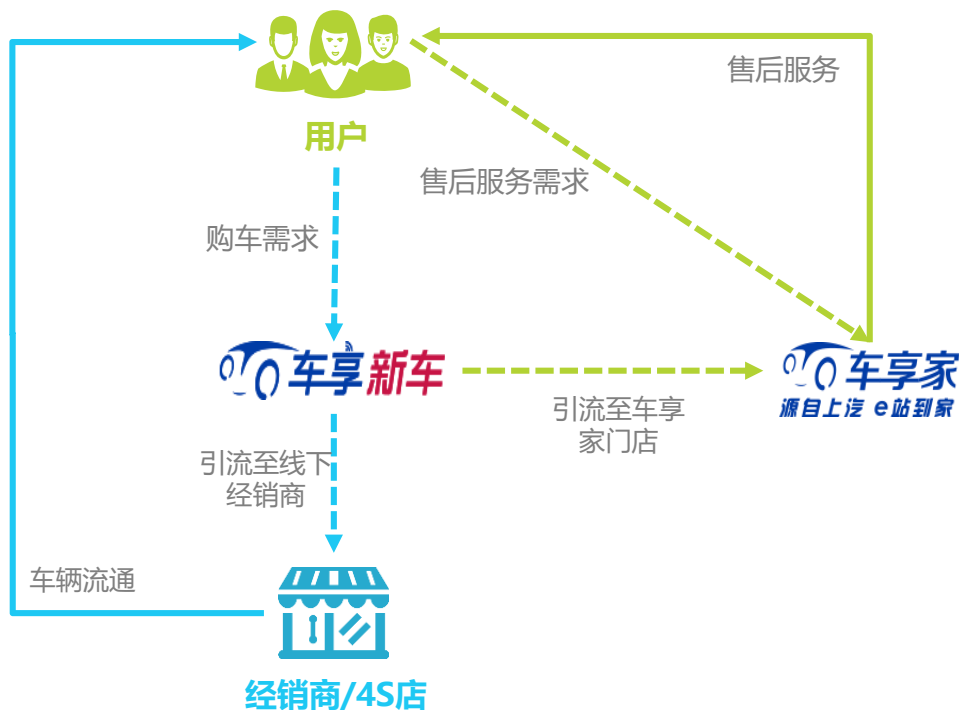 售后服务
用户
售后服务需求
购车需求
车享新车
车享家
源自上汽 e站到家
引流至车享
家门店
引流至线下
经销商
车辆流通
经销商/4S店